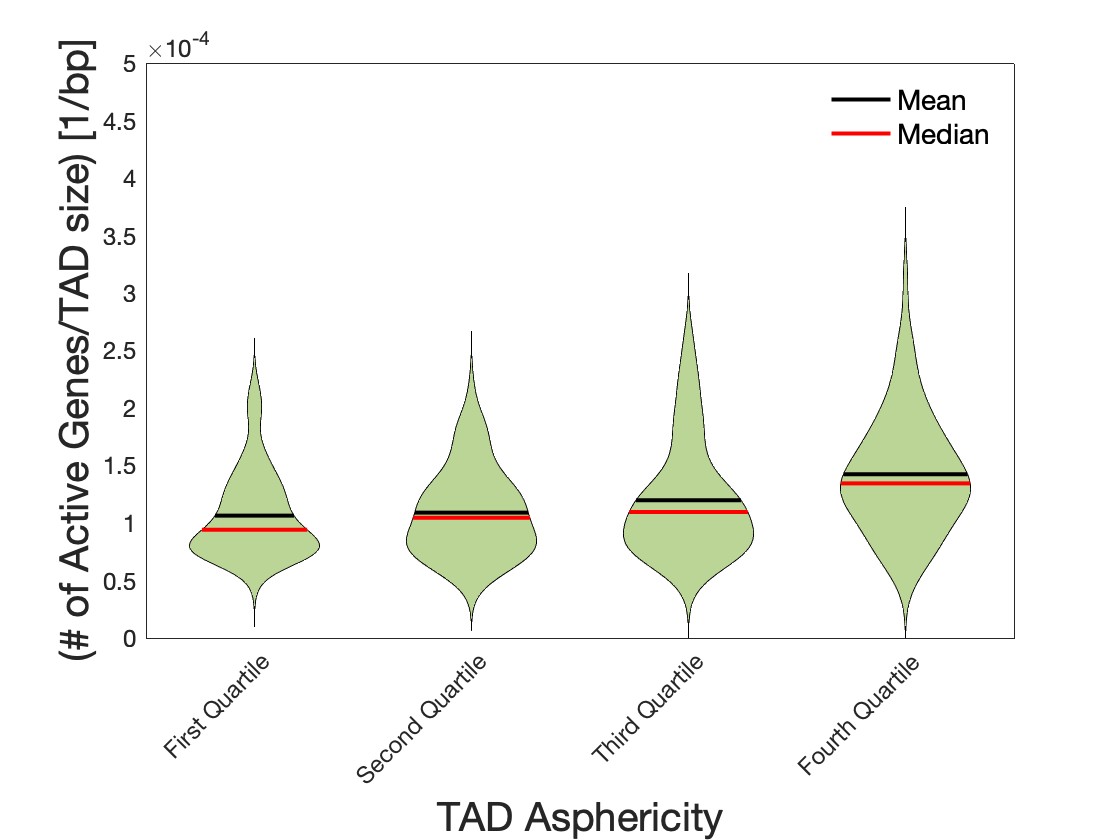 ×10⁻⁴
(# of Active Genes/TAD size) [1/bp]
5
4.5
4
3.5
3
2.5
2
1.5
1
0.5
0
Mean
Median
First Quartile
Second Quartile
Third Quartile
Fourth Quartile
TAD Asphericity